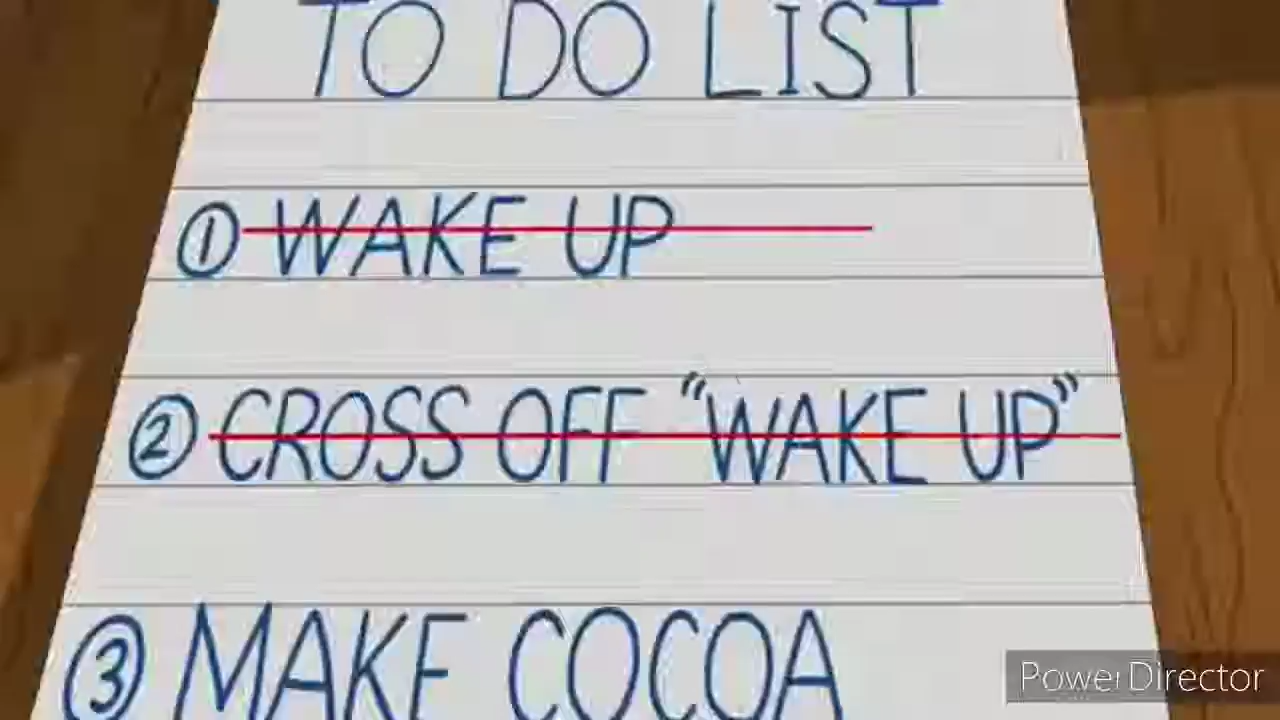 TO DO LIST
① WAKE UP
② CROSS OFF "WAKE UP"
③ MAKE COCOA
PowerDirector